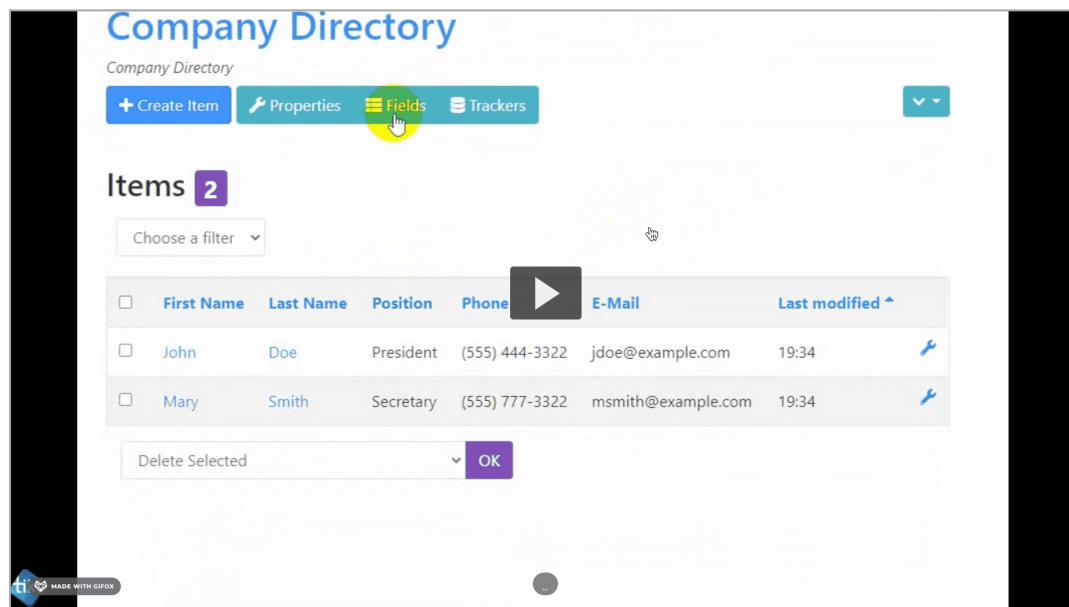 Company Directory
Company Directory
Create Item Properties Fields Trackers
Items 2
Choose a filter
First Name Last Name Position Phone E-Mail Last modified
John Doe President (555) 444-3322 jdoe@example.com 19:34
Mary Smith Secretary (555) 777-3322 msmith@example.com 19:34
Delete Selected OK
ti MADE WITH GIFOX